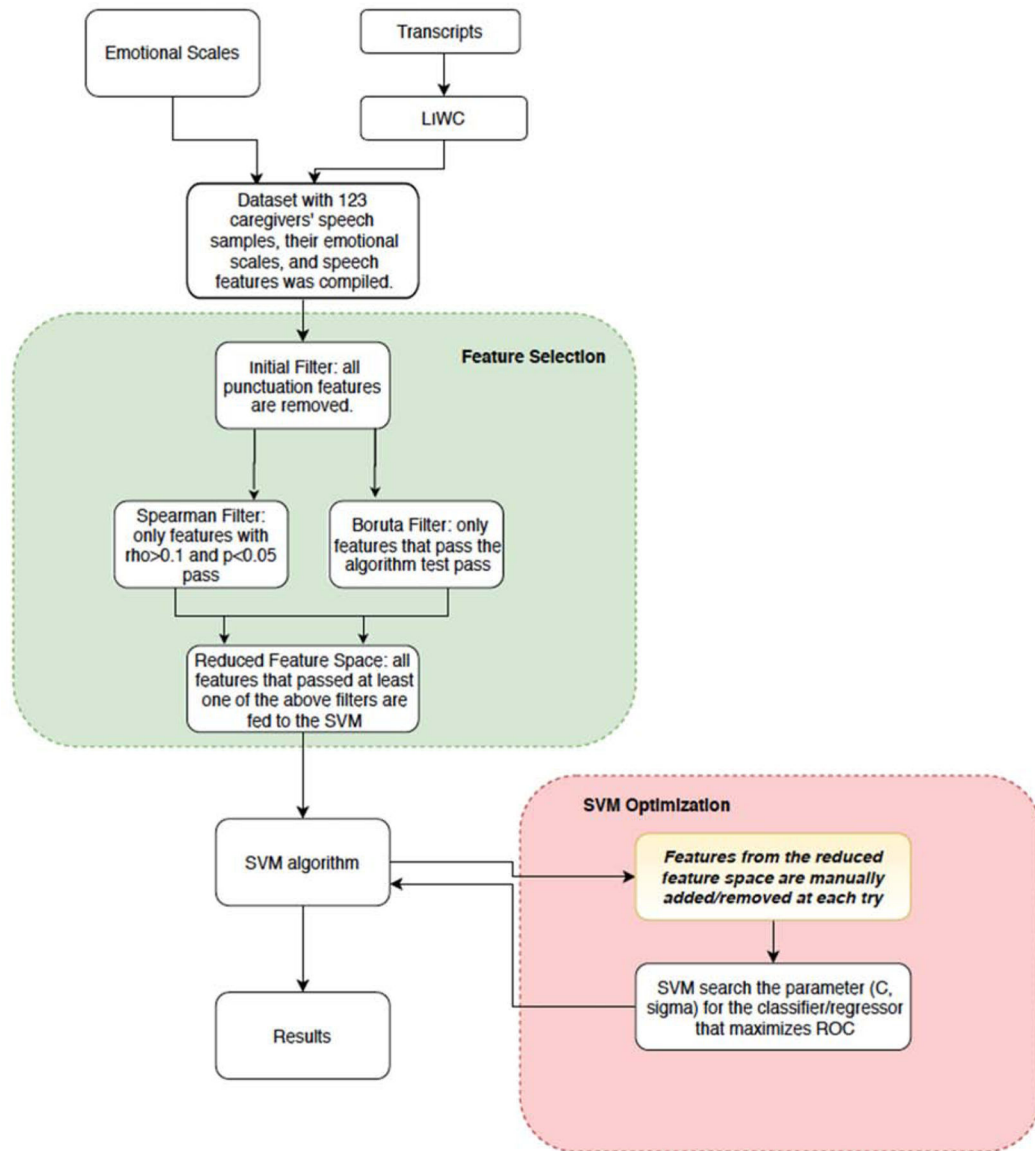 Emotional Scales
Transcripts
LIWC
Dataset with 123
caregivers' speech
samples, their emotional
scales, and speech
features was compiled.
Feature Selection
Initial Filter: all
punctuation features
are removed.
Spearman Filter:
only features with
rho>0.1 and p<0.05
pass
Boruta Filter: only
features that pass the
algorithm test pass
Reduced Feature Space: all
features that passed at least
one of the above filters are
fed to the SVM
SVM Optimization
SVM algorithm
Features from the reduced
feature space are manually
added/removed at each try
SVM search the parameter (C,
sigma) for the classifier/regressor
that maximizes ROC
Results